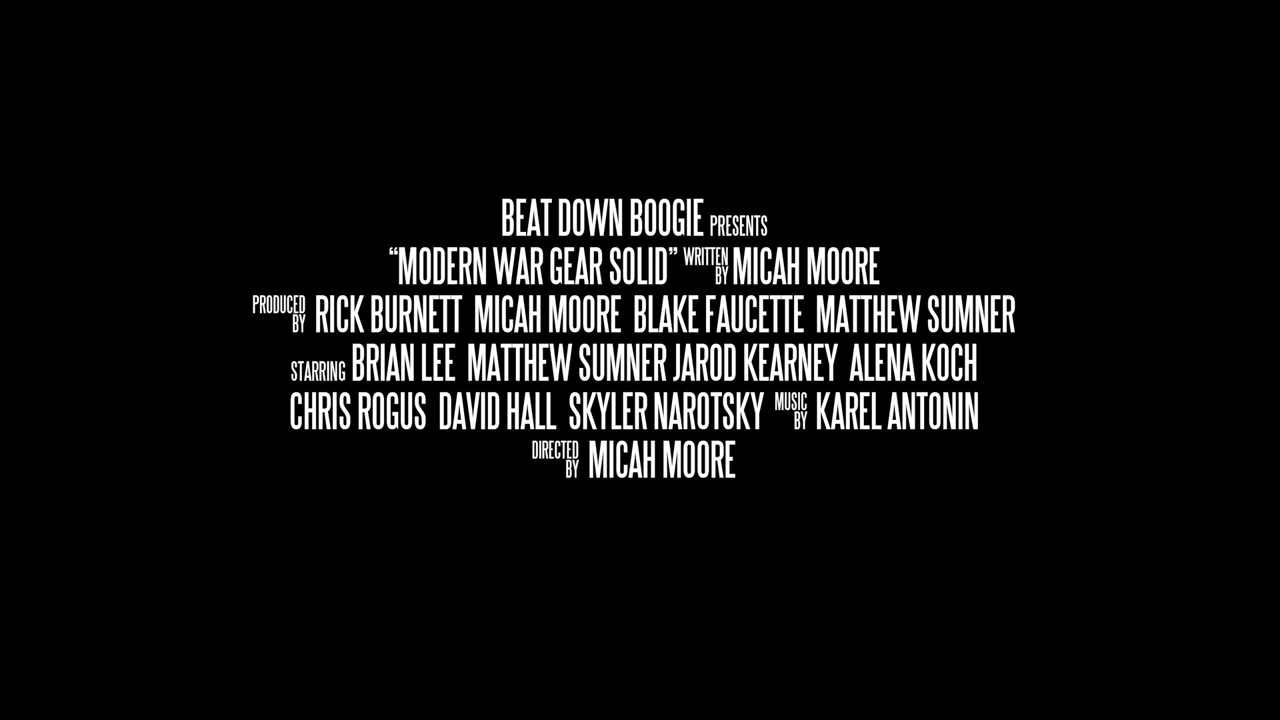 BEAT DOWN BOOGIE PRESENTS
“MODERN WAR GEAR SOLID” WRITTEN BY MICAH MOORE
PRODUCED BY RICK BURNETT MICAH MOORE BLAKE FAUCETTE MATTHEW SUMNER
STARRING BRIAN LEE MATTHEW SUMNER JAROD KEARNEY ALENA KOCH
CHRIS ROGUS DAVID HALL SKYLER NAROTSKY MUSIC BY KAREL ANTONIN
DIRECTED BY MICAH MOORE